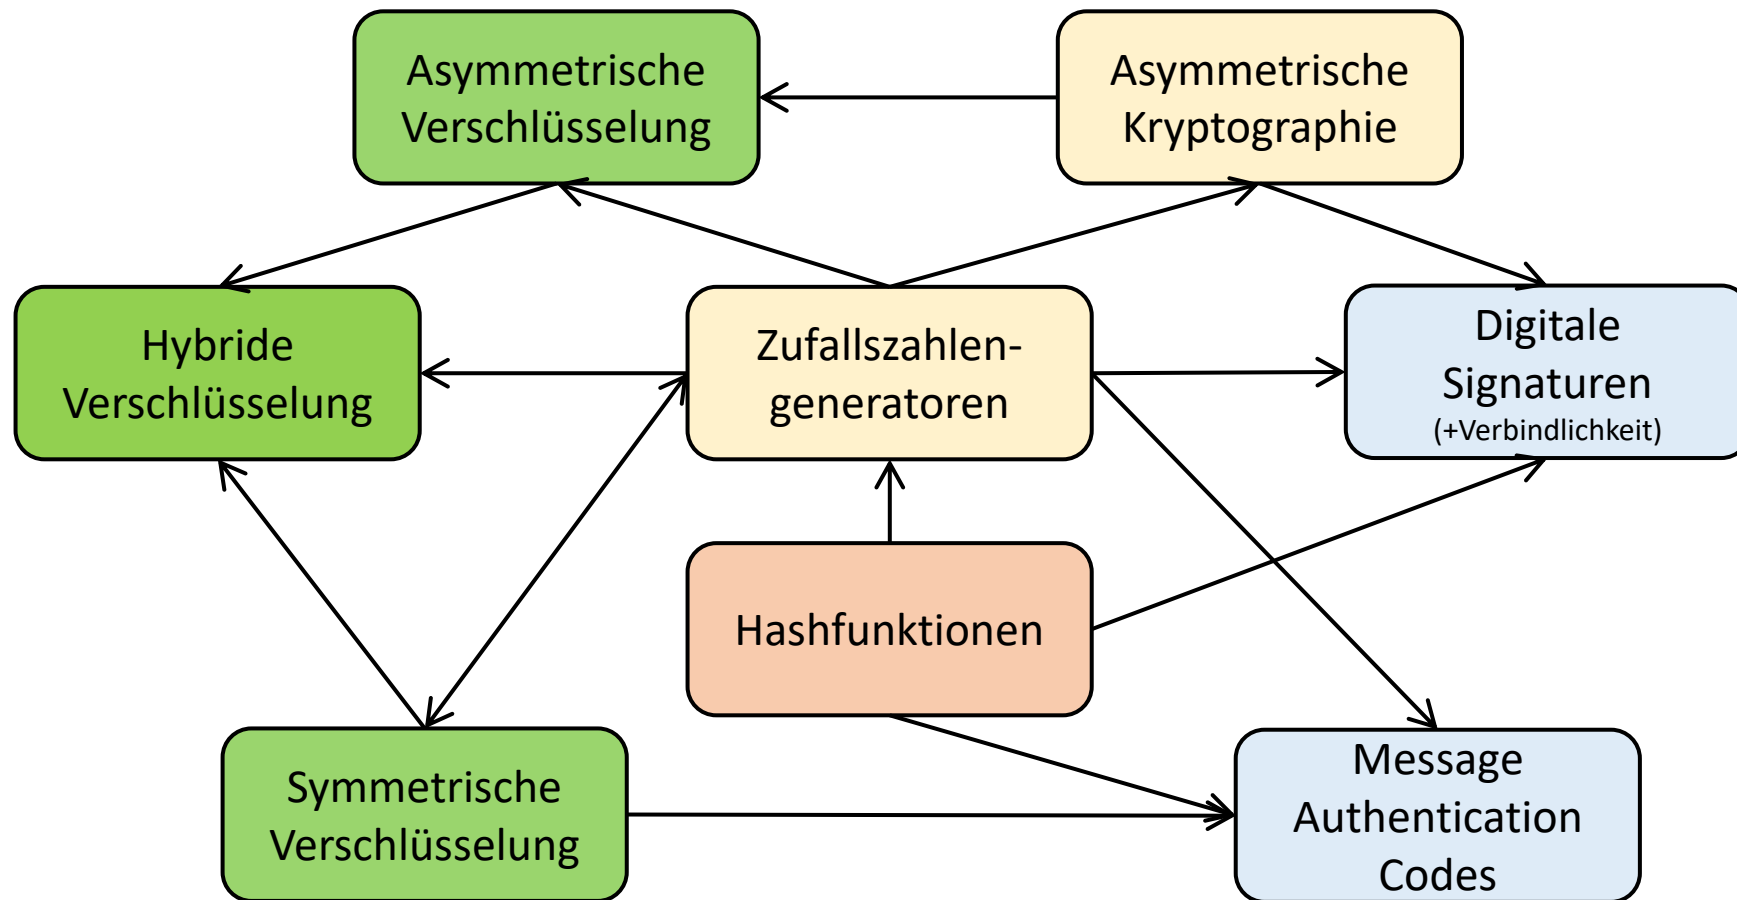 Asymmetrische
Verschlüsselung
Asymmetrische
Kryptographie
Hybride
Verschlüsselung
Zufallszahlen-
generatoren
Digitale
Signaturen
(+Verbindlichkeit)
Hashfunktionen
Symmetrische
Verschlüsselung
Message
Authentication
Codes